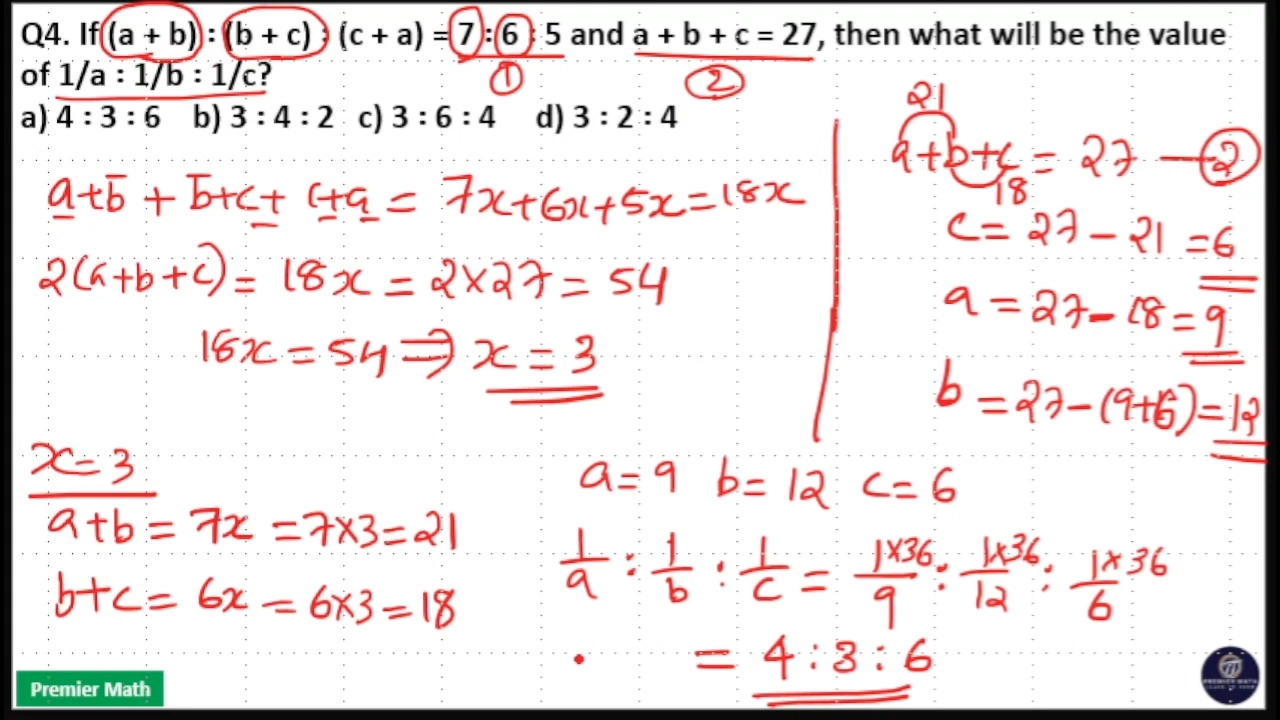 Q4. If (a + b) : (b + c) : (c + a) = 7 : 6 : 5 and a + b + c = 27, then what will be the value
of 1/a : 1/b : 1/c?
① ②
a) 4 : 3 : 6 b) 3 : 4 : 2 c) 3 : 6 : 4 d) 3 : 2 : 4
a+b + b+c+ c+a = 7x+6x+5x=18x
2(a+b+c) = 18x = 2×27 = 54
18x = 54 ⇒ x = 3
21
a+b+c = 27 — ②
18
c = 27 - 21 = 6
a = 27 - 18 = 9
b = 27-(9+6)=12
x=3
a+b = 7x =7×3=21
b+c = 6x = 6×3=18
a=9 b=12 c=6
1/a : 1/b : 1/c = 1×36/9 : 1×36/12 : 1×36/6
= 4:3:6
Premier Math
PREMIER MATH